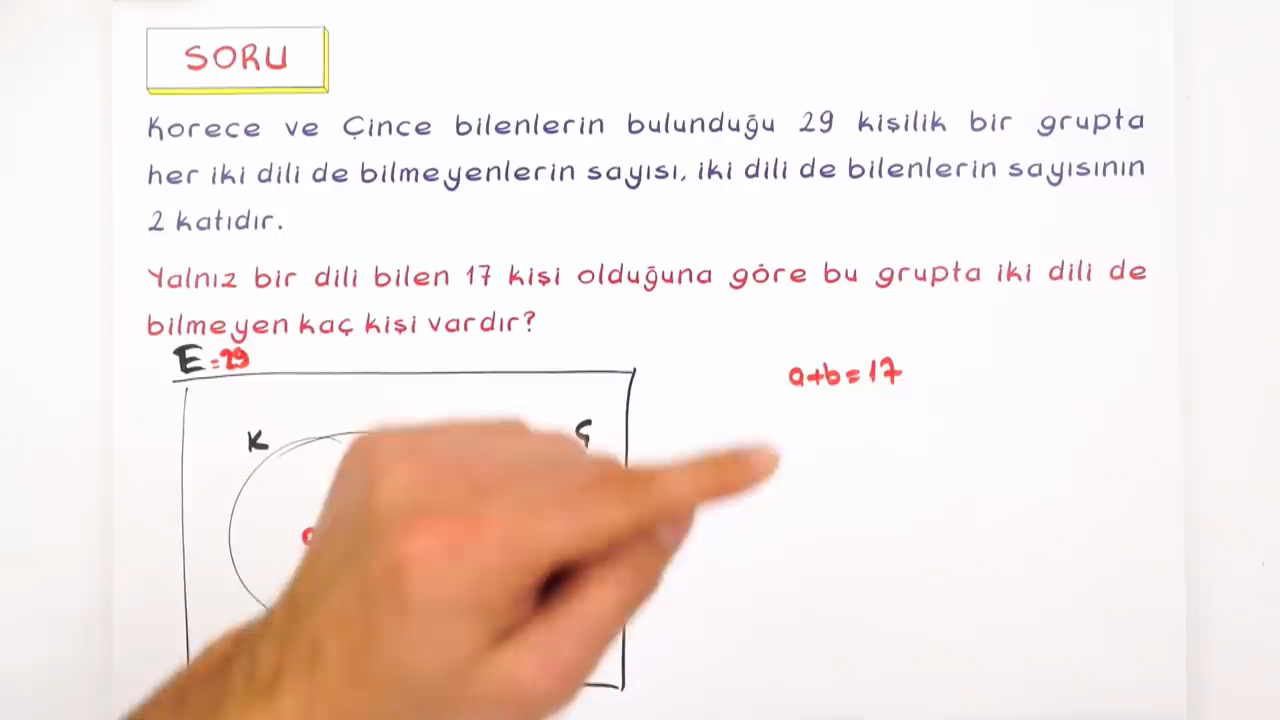 SORU
Korece ve Çince bilenlerin bulunduğu 29 kişilik bir grupta
her iki dili de bilmeyenlerin sayısı, iki dili de bilenlerin sayısının
2 katıdır.
Yalnız bir dili bilen 17 kişi olduğuna göre bu grupta iki dili de
bilmeyen kaç kişi vardır?
E=29
a+b=17
K
Ç